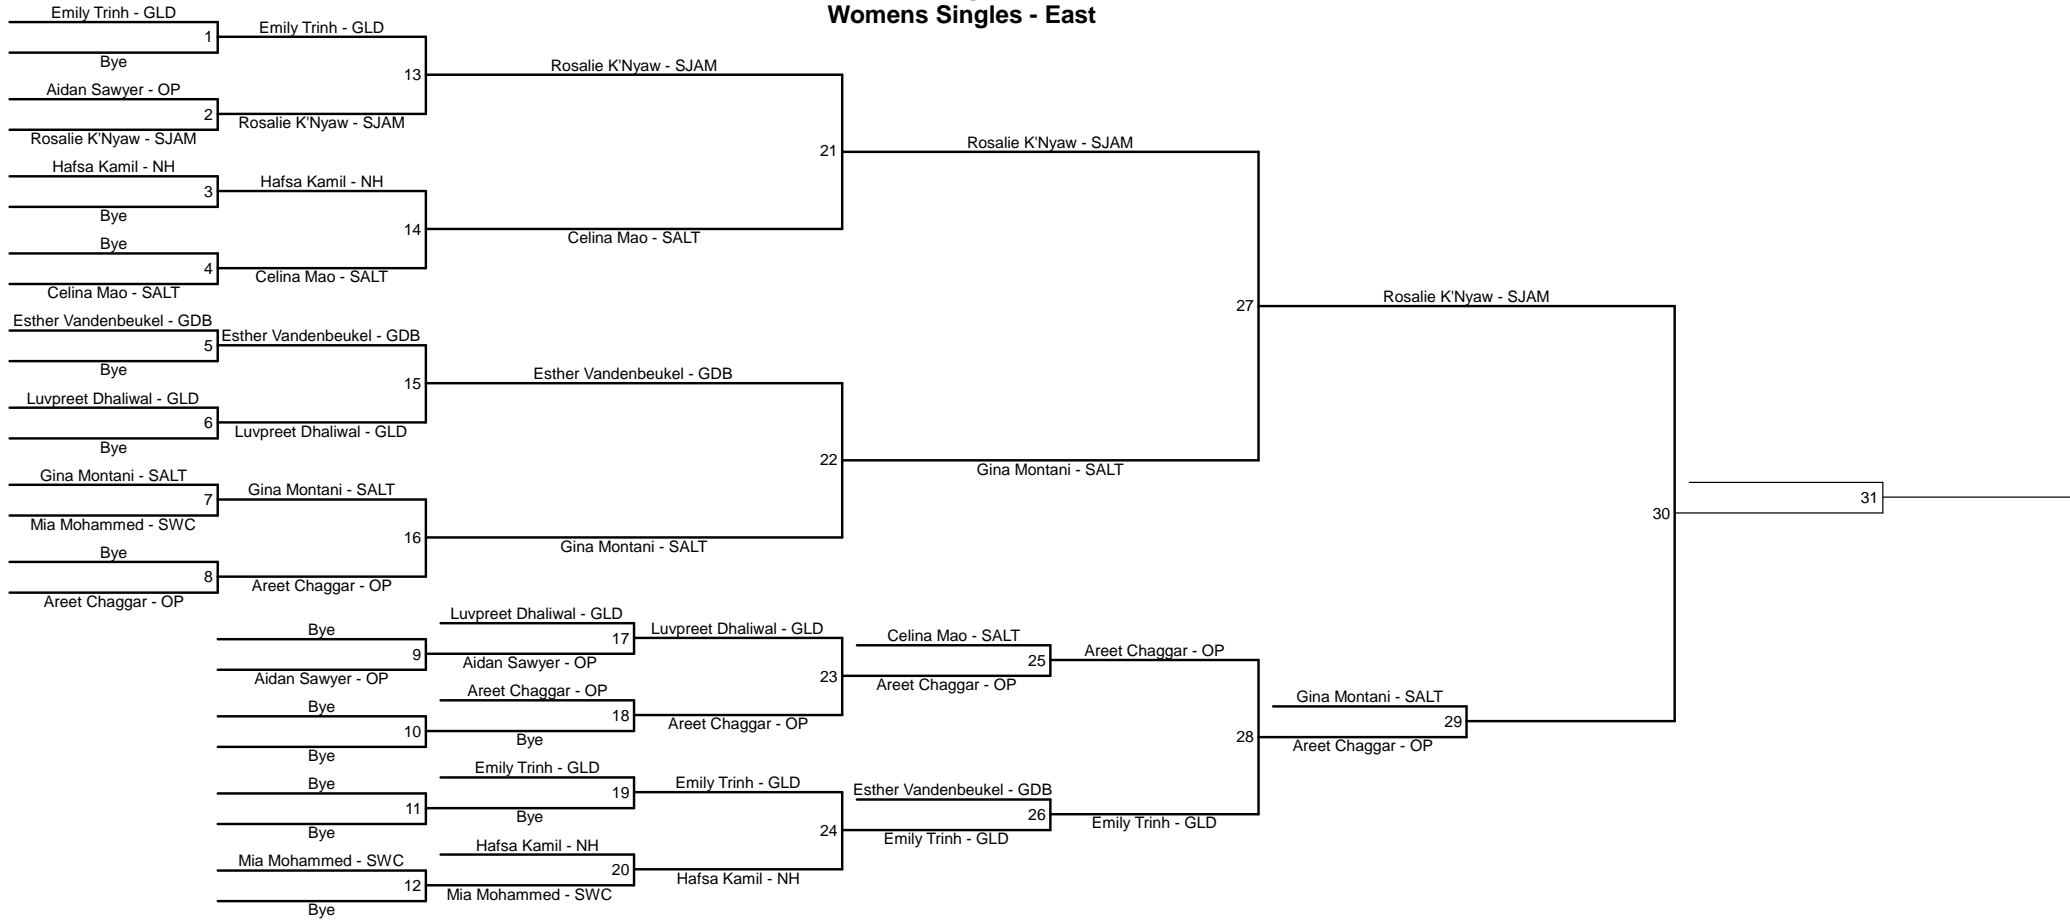 Womens Singles - East
Emily Trinh - GLD
1
Bye
Aidan Sawyer - OP
2
Rosalie K'Nyaw - SJAM
Hafsa Kamil - NH
3
Bye
Bye
4
Celina Mao - SALT
Esther Vandenbeukel - GDB
5
Bye
Luvpreet Dhaliwal - GLD
6
Bye
Gina Montani - SALT
7
Mia Mohammed - SWC
Bye
8
Areet Chaggar - OP
Emily Trinh - GLD
13
Rosalie K'Nyaw - SJAM
Hafsa Kamil - NH
14
Celina Mao - SALT
Esther Vandenbeukel - GDB
15
Luvpreet Dhaliwal - GLD
Gina Montani - SALT
16
Areet Chaggar - OP
Rosalie K'Nyaw - SJAM
21
Celina Mao - SALT
Esther Vandenbeukel - GDB
22
Gina Montani - SALT
Rosalie K'Nyaw - SJAM
27
Gina Montani - SALT
Rosalie K'Nyaw - SJAM
30
31
Bye
9
Aidan Sawyer - OP
Bye
10
Bye
Bye
11
Bye
Mia Mohammed - SWC
12
Bye
Luvpreet Dhaliwal - GLD
17
Aidan Sawyer - OP
Areet Chaggar - OP
18
Bye
Emily Trinh - GLD
19
Bye
Hafsa Kamil - NH
20
Mia Mohammed - SWC
Luvpreet Dhaliwal - GLD
23
Areet Chaggar - OP
Emily Trinh - GLD
24
Hafsa Kamil - NH
Celina Mao - SALT
25
Areet Chaggar - OP
Esther Vandenbeukel - GDB
26
Emily Trinh - GLD
Areet Chaggar - OP
28
Emily Trinh - GLD
Gina Montani - SALT
29
Areet Chaggar - OP